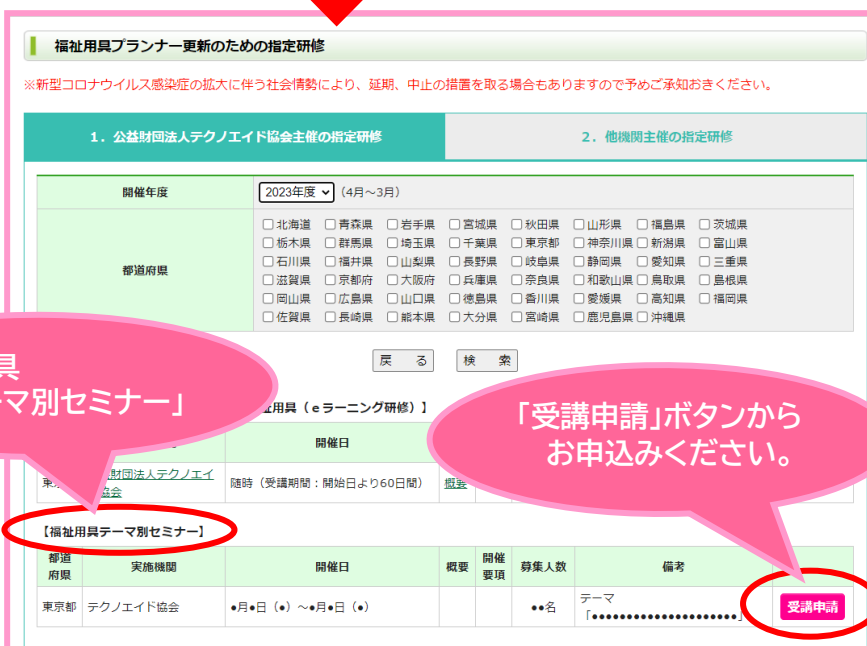 福祉用具プランナー更新のための指定研修
※新型コロナウイルス感染症の拡大に伴う社会情勢により、延期、中止の措置を取る場合もありますので予めご承知おきください。
1. 公益財団法人テクノエイド協会主催の指定研修
2. 他機関主催の指定研修
開催年度 2023年度 (4月~3月)
都道府県
北海道 青森県 岩手県 宮城県 秋田県 山形県 福島県 茨城県
栃木県 群馬県 埼玉県 千葉県 東京都 神奈川県 新潟県 富山県
石川県 福井県 山梨県 長野県 岐阜県 静岡県 愛知県 三重県
滋賀県 京都府 大阪府 兵庫県 奈良県 和歌山県 鳥取県 島根県
岡山県 広島県 山口県 徳島県 香川県 愛媛県 高知県 福岡県
佐賀県 長崎県 熊本県 大分県 宮崎県 鹿児島県 沖縄県
戻 る 検 索
具
マ別セミナー」
「受講申請」ボタンから
お申込みください。
用具(eラーニング研修)】
開催日
財団法人テクノエイ
協会
随時(受講期間:開始日より60日間) 概要
【福祉用具テーマ別セミナー】
都道府県 実施機関 開催日 概要 開催要項 募集人数 備考
東京都 テクノエイド協会 ●月●日(●)~●月●日(●) ●●名 テーマ
「●●●●●●●●●●●●●●●●●●●●●」
受講申請